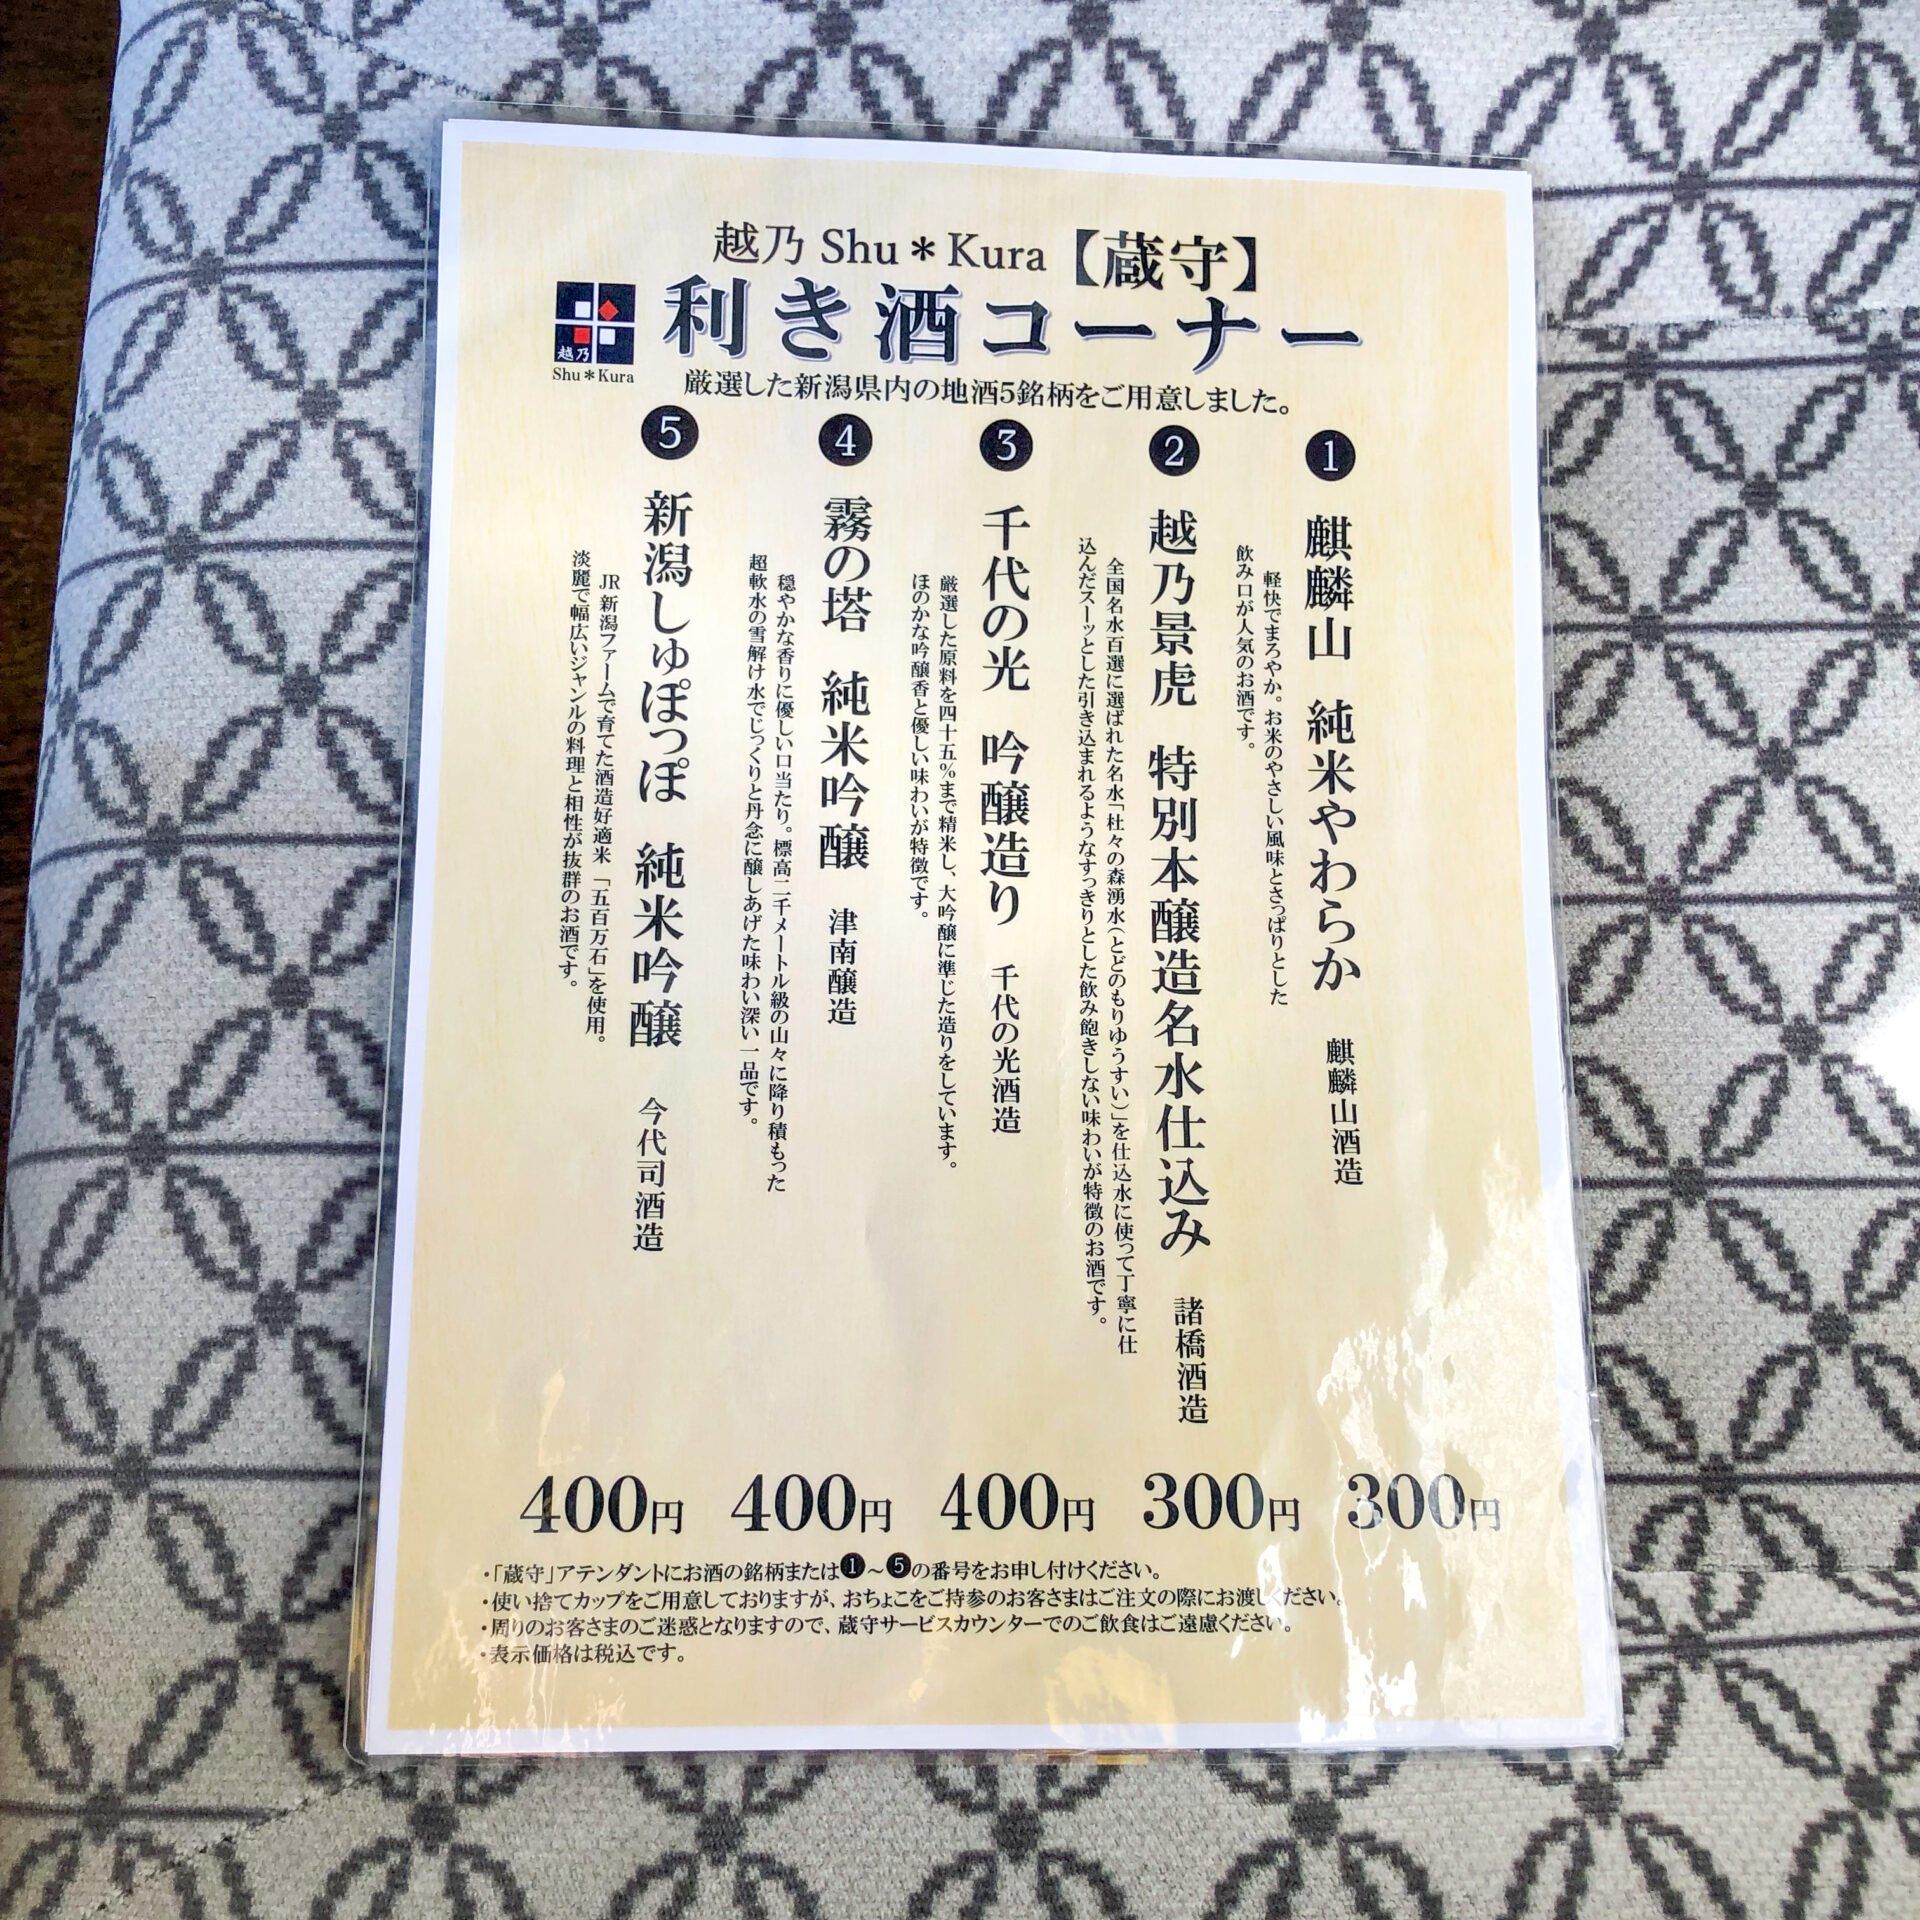 越乃 Shu＊Kura【蔵守】
利き酒コーナー
越乃
Shu＊Kura
厳選した新潟県内の地酒5銘柄をご用意しました。
❶ 麒麟山 純米やわらか 麒麟山酒造
軽快でまろやか。お米のやさしい風味とさっぱりとした
飲み口が人気のお酒です。
300円
❷ 越乃景虎 特別本醸造名水仕込み 諸橋酒造
全国名水百選に選ばれた名水「杜々の森湧水（とどのもりゆうすい）」を仕込水に使って丁寧に仕
込んだスーッとした引き込まれるようなすっきりとした飲み飽きしない味わいが特徴のお酒です。
300円
❸ 千代の光 吟醸造り 千代の光酒造
厳選した原料を四十五％まで精米し、大吟醸に準じた造りをしています。
ほのかな吟醸香と優しい味わいが特徴です。
400円
❹ 霧の塔 純米吟醸 津南醸造
穏やかな香りに優しい口当たり。標高二千メートル級の山々に降り積もった
超軟水の雪解け水でじっくりと丹念に醸しあげた味わい深い一品です。
400円
❺ 新潟しゅぽっぽ 純米吟醸 今代司酒造
JR新潟ファームで育てた酒造好適米「五百万石」を使用。
淡麗で幅広いジャンルの料理と相性が抜群のお酒です。
400円
・「蔵守」アテンダントにお酒の銘柄または❶～❺の番号をお申し付けください。
・使い捨てカップをご用意しておりますが、おちょこをご持参のお客さまはご注文の際にお渡しください。
・周りのお客さまのご迷惑となりますので、蔵守サービスカウンターでのご飲食はご遠慮ください。
・表示価格は税込です。